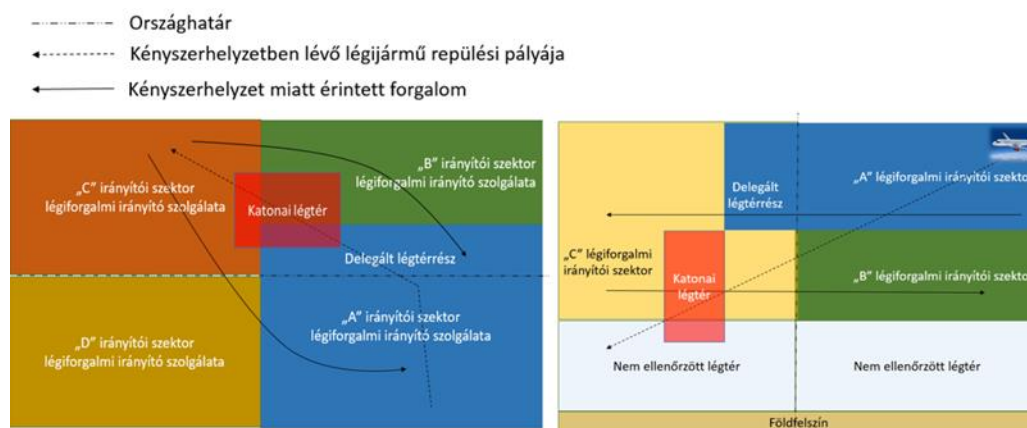 Országhatár
Kényszerhelyzetben lévő légijármű repülési pályája
Kényszerhelyzet miatt érintett forgalom
„C” irányítói szektor
légiforgalmi irányító szolgálata
„B” irányítói szektor
légiforgalmi irányító szolgálata
Katonai légtér
Delegált légtérrész
„A” irányítói szektor
légiforgalmi irányító szolgálata
„D” irányítói szektor
légiforgalmi irányító szolgálata
„A” légiforgalmi
irányítói szektor
Delegált
légtérrész
„C” légiforgalmi
irányítói szektor
Katonai
légtér
„B” légiforgalmi
irányítói szektor
Nem ellenőrzött légtér
Nem ellenőrzött légtér
Földfelszín